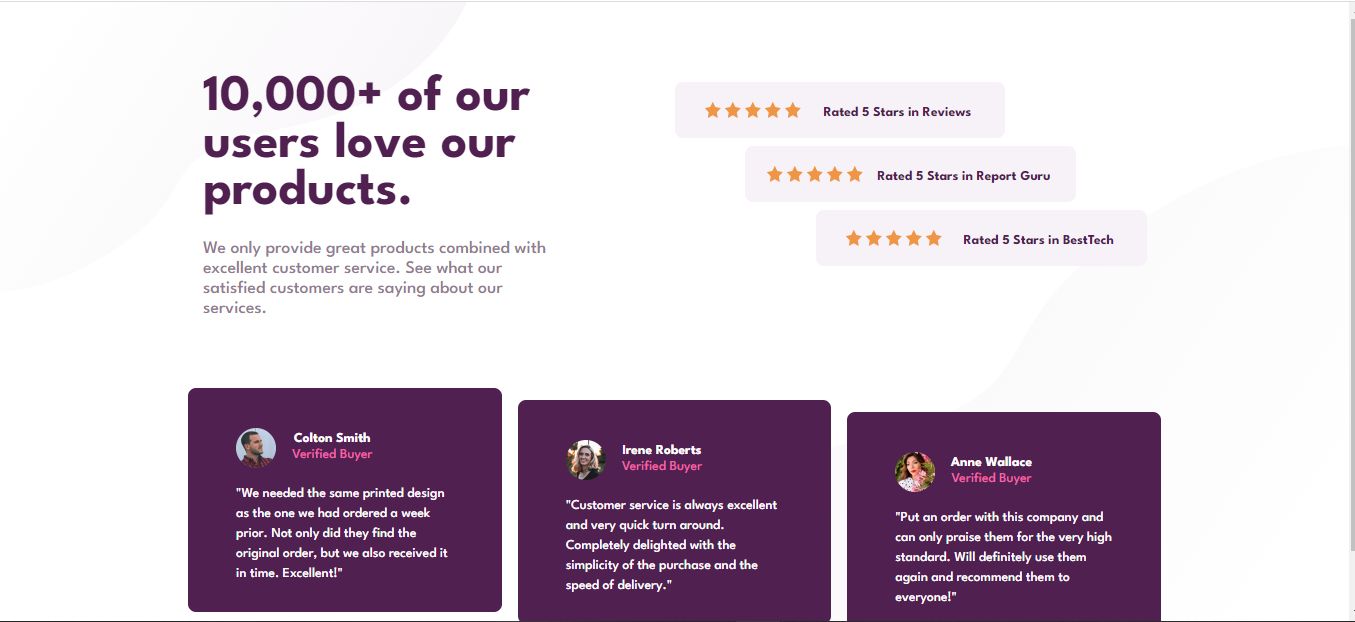 10,000+ of our
users love our
products.
We only provide great products combined with
excellent customer service. See what our
satisfied customers are saying about our
services.
Rated 5 Stars in Reviews
Rated 5 Stars in Report Guru
Rated 5 Stars in BestTech
Colton Smith
Verified Buyer
"We needed the same printed design
as the one we had ordered a week
prior. Not only did they find the
original order, but we also received it
in time. Excellent!"
Irene Roberts
Verified Buyer
"Customer service is always excellent
and very quick turn around.
Completely delighted with the
simplicity of the purchase and the
speed of delivery."
Anne Wallace
Verified Buyer
"Put an order with this company and
can only praise them for the very high
standard. Will definitely use them
again and recommend them to
everyone!"